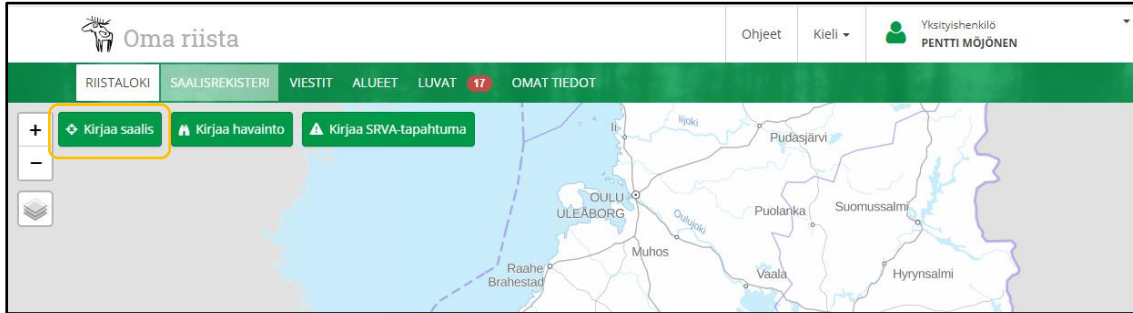 Oma riista
Ohjeet
Kieli
Yksityishenkilö
PENTTI MÖJÖNEN
RIISTALOKI SAALISREKISTERI VIESTIT ALUEET LUVAT 17 OMAT TIEDOT
+ Kirjaa saalis Kirjaa havainto Kirjaa SRVA-tapahtuma
−
Ii
Iijoki
Pudasjärvi
OULU
ULEÅBORG
Oulujoki
Puolanka
Suomussalmi
Muhos
Raahe
Brahestad
Vaala
Hyrynsalmi